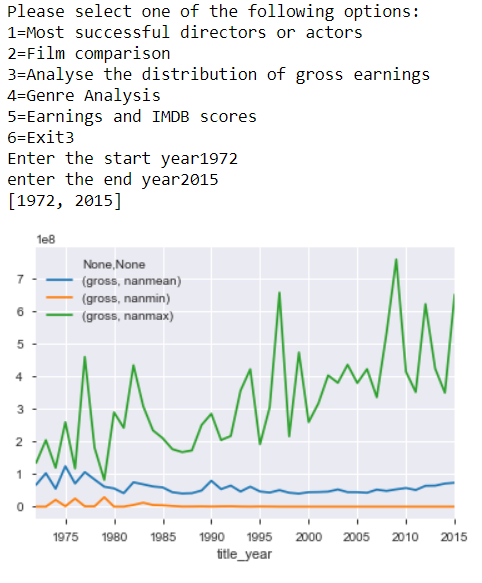 Please select one of the following options:
1=Most successful directors or actors
2=Film comparison
3=Analyse the distribution of gross earnings
4=Genre Analysis
5=Earnings and IMDB scores
6=Exit3
Enter the start year1972
enter the end year2015
[1972, 2015]
1e8
None,None
(gross, nanmean)
(gross, nanmin)
(gross, nanmax)
7
6
5
4
3
2
1
0
1975 1980 1985 1990 1995 2000 2005 2010 2015
title_year